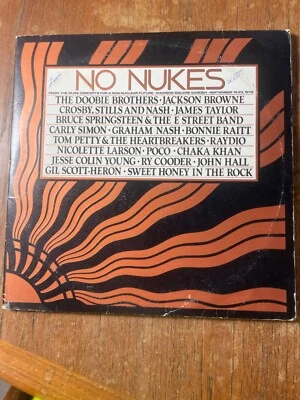 NO NUKES
FROM THE MUSE CONCERTS FOR A NON-NUCLEAR FUTURE · MADISON SQUARE GARDEN · SEPTEMBER 19-23, 1979
THE DOOBIE BROTHERS · JACKSON BROWNE
CROSBY, STILLS AND NASH · JAMES TAYLOR
BRUCE SPRINGSTEEN & THE E STREET BAND
CARLY SIMON · GRAHAM NASH · BONNIE RAITT
TOM PETTY & THE HEARTBREAKERS · RAYDIO
NICOLETTE LARSON · POCO · CHAKA KHAN
JESSE COLIN YOUNG · RY COODER · JOHN HALL
GIL SCOTT-HERON · SWEET HONEY IN THE ROCK